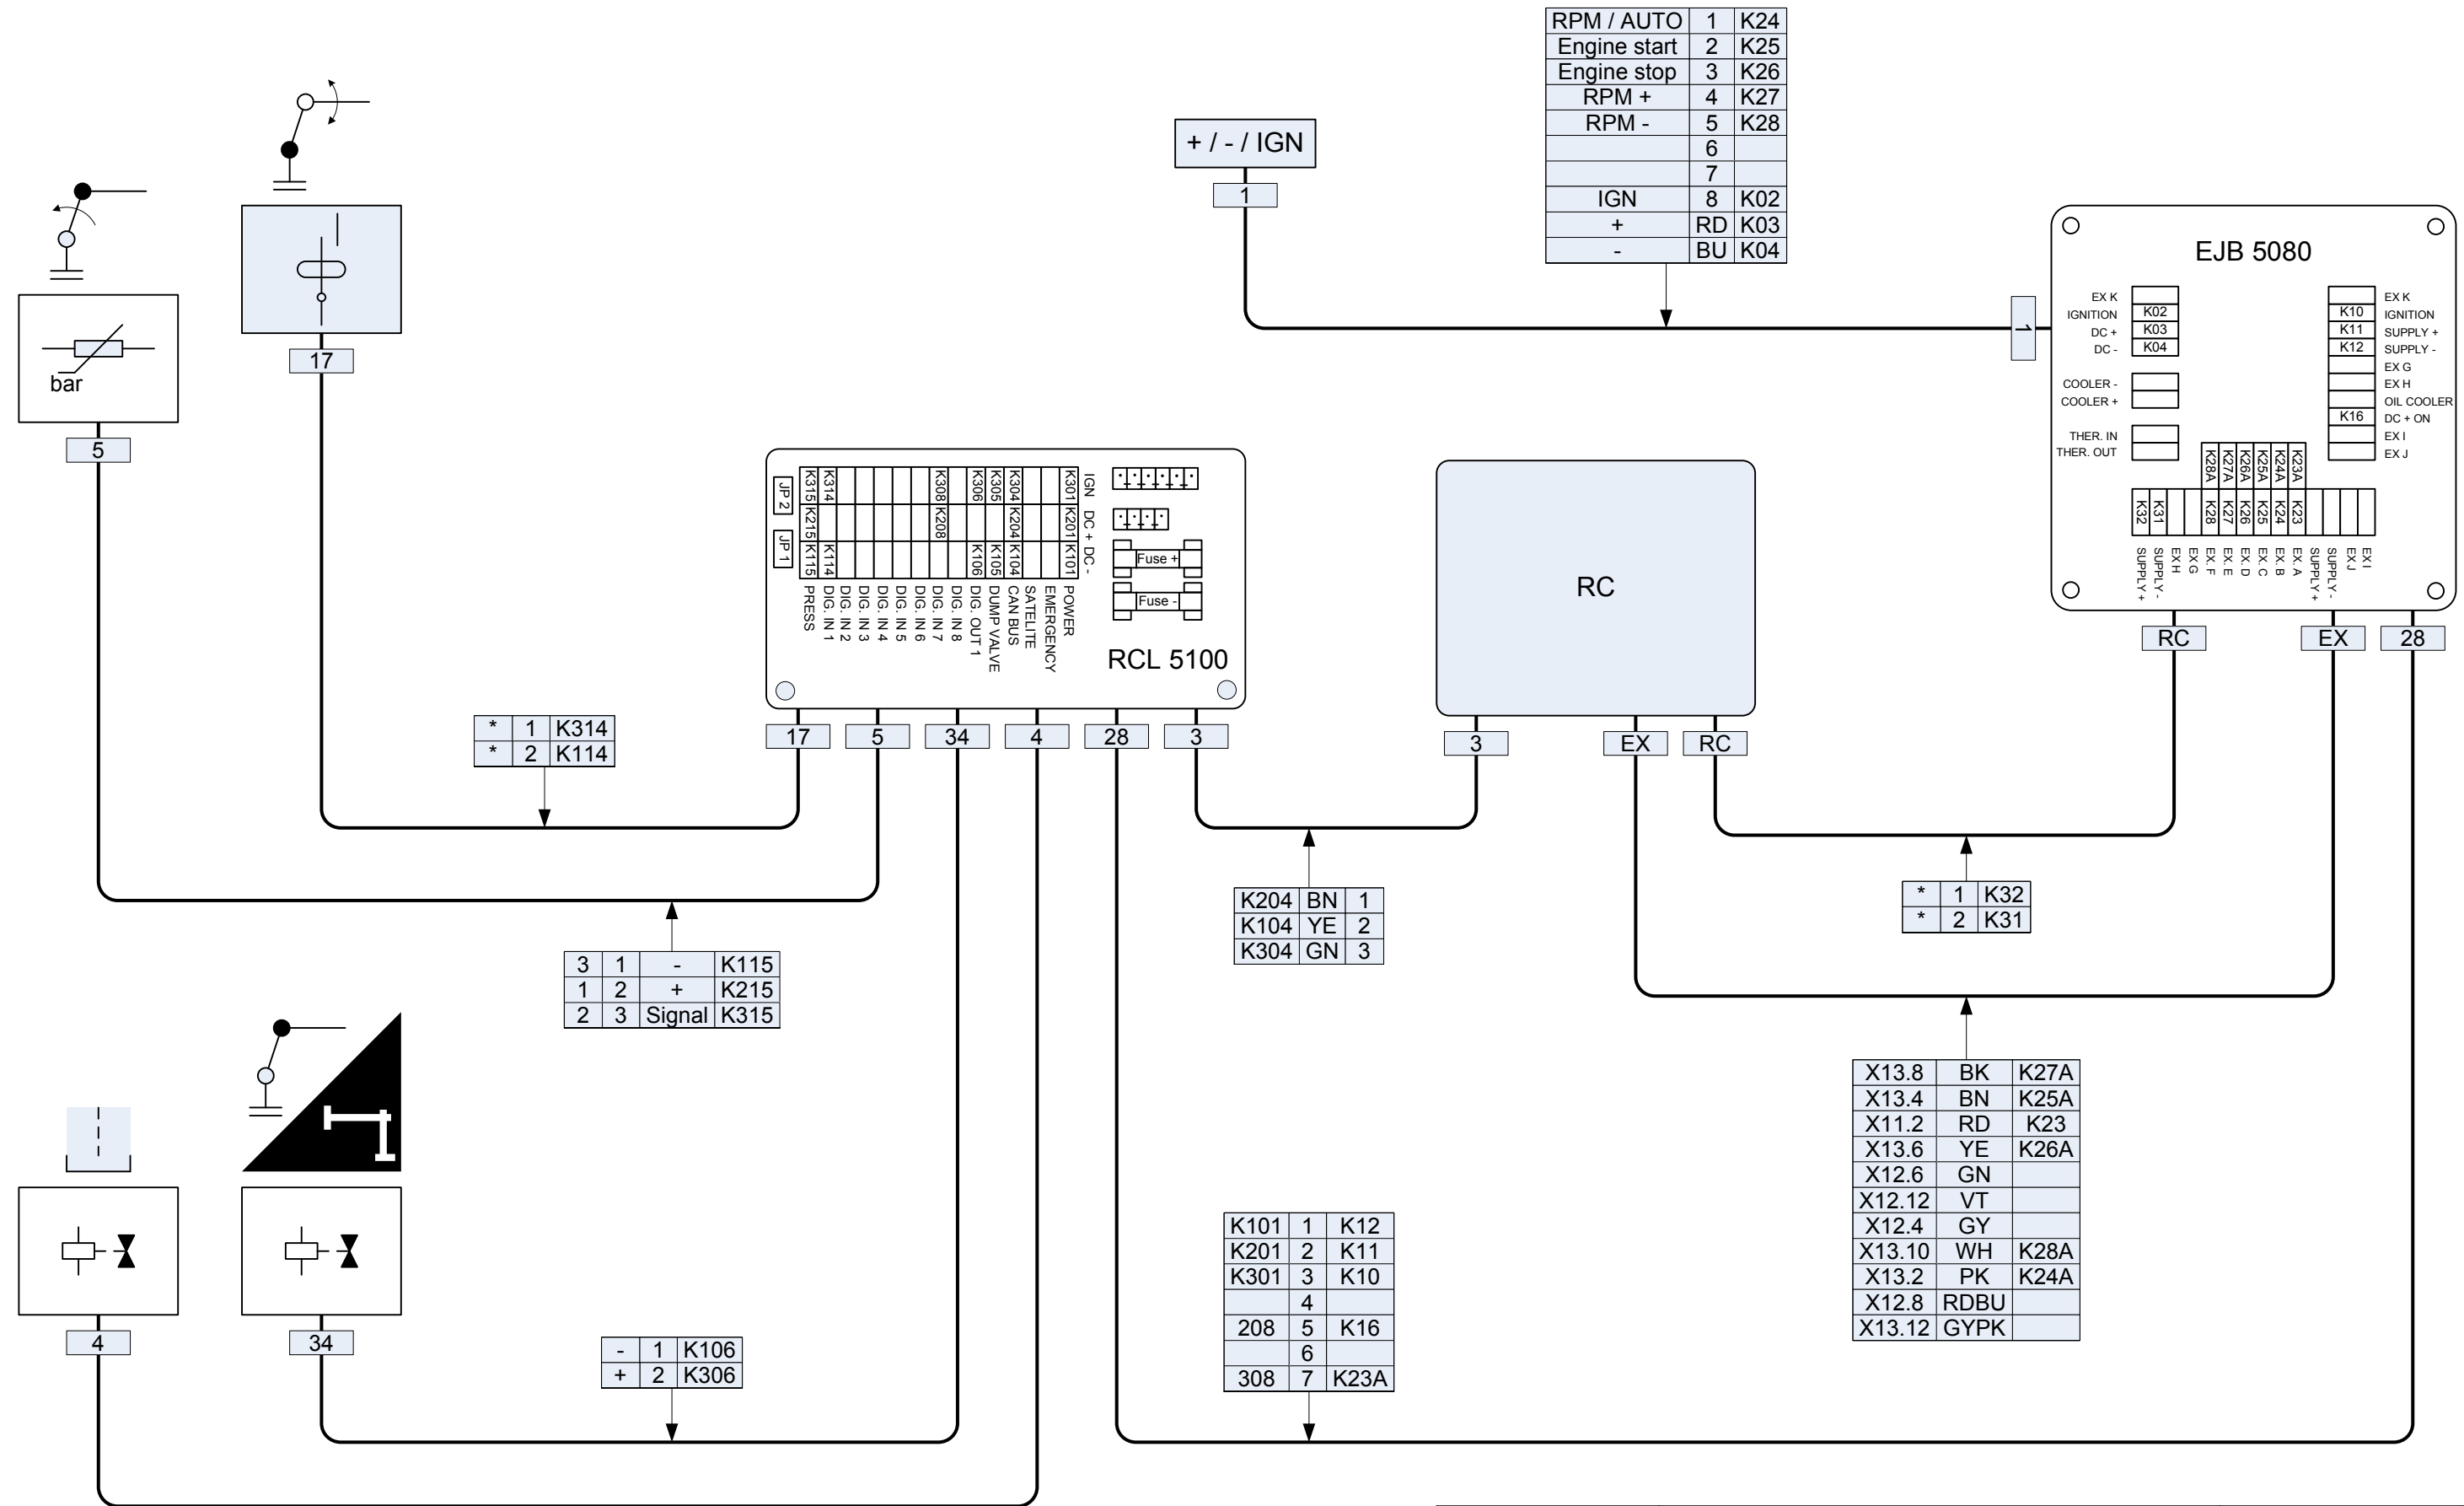 RPM / AUTO 1 K24
Engine start 2 K25
Engine stop 3 K26
RPM + 4 K27
RPM - 5 K28
6
7
IGN 8 K02
+ RD K03
- BU K04
+ / - / IGN
1
1
bar
5
17
EJB 5080
EX K
IGNITION K02
DC + K03
DC - K04
COOLER -
COOLER +
THER. IN
THER. OUT
EX K
K10 IGNITION
K11 SUPPLY +
K12 SUPPLY -
EX G
EX H
OIL COOLER
K16 DC + ON
EX I
EX J
K28A K27A K26A K25A K24A K23A
K32 K31 K28 K27 K26 K25 K24 K23
SUPPLY + SUPPLY - EX H EX G EX. F EX. E EX. D EX. C EX. B EX. A SUPPLY + SUPPLY - EX J EX I
RC EX 28
JP 2
JP 1
K315 K314 K308 K306 K305 K304 K301 IGN
K215 K208 K204 K201 DC +
K115 K114 K106 K105 K104 K101 DC -
PRESS DIG. IN 1 DIG. IN 2 DIG. IN 3 DIG. IN 4 DIG. IN 5 DIG. IN 6 DIG. IN 7 DIG. IN 8 DIG. OUT 1 DUMP VALVE CAN BUS SATELITE EMERGENCY POWER
Fuse +
Fuse -
RCL 5100
17 5 34 4 28 3
RC
3 EX RC
* 1 K314
* 2 K114
K204 BN 1
K104 YE 2
K304 GN 3
* 1 K32
* 2 K31
3 1 - K115
1 2 + K215
2 3 Signal K315
X13.8 BK K27A
X13.4 BN K25A
X11.2 RD K23
X13.6 YE K26A
X12.6 GN
X12.12 VT
X12.4 GY
X13.10 WH K28A
X13.2 PK K24A
X12.8 RDBU
X13.12 GYPK
K101 1 K12
K201 2 K11
K301 3 K10
4
208 5 K16
6
308 7 K23A
4
34
- 1 K106
+ 2 K306